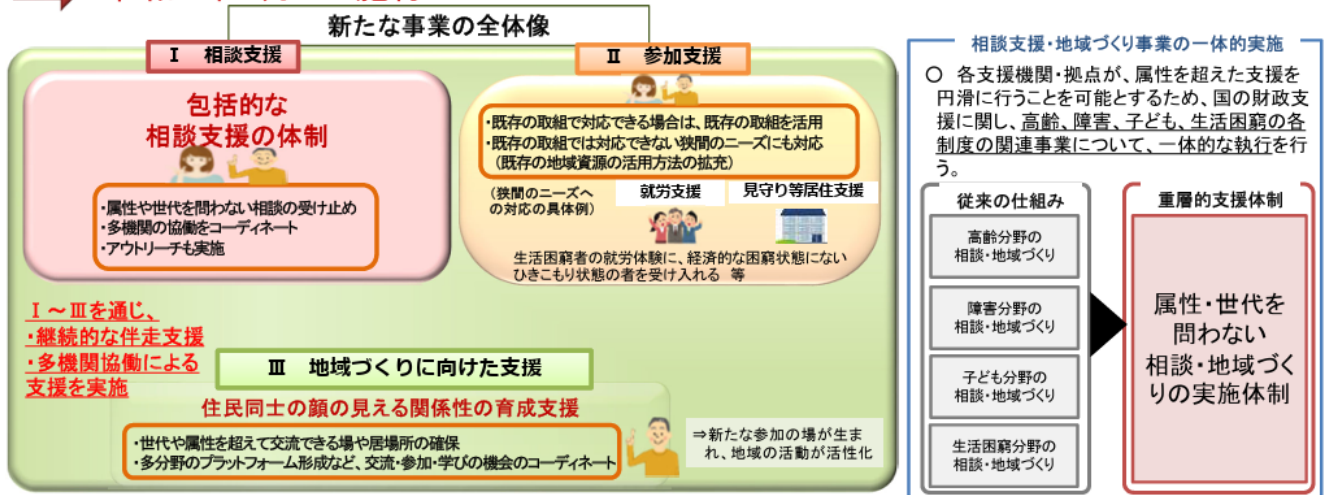 新たな事業の全体像
Ⅰ 相談支援
包括的な
相談支援の体制
・属性や世代を問わない相談の受け止め
・多機関の協働をコーディネート
・アウトリーチも実施
Ⅱ 参加支援
・既存の取組で対応できる場合は、既存の取組を活用
・既存の取組では対応できない狭間のニーズにも対応
（既存の地域資源の活用方法の拡充）
(狭間のニーズへ
の対応の具体例)
就労支援
見守り等居住支援
生活困窮者の就労体験に、経済的な困窮状態にない
ひきこもり状態の者を受け入れる 等
Ⅰ～Ⅲを通じ、
・継続的な伴走支援
・多機関協働による
支援を実施
Ⅲ 地域づくりに向けた支援
住民同士の顔の見える関係性の育成支援
・世代や属性を超えて交流できる場や居場所の確保
・多分野のプラットフォーム形成など、交流・参加・学びの機会のコーディネート
⇒新たな参加の場が生ま
れ、地域の活動が活性化
相談支援・地域づくり事業の一体的実施
○ 各支援機関・拠点が、属性を超えた支援を
円滑に行うことを可能とするため、国の財政支
援に関し、高齢、障害、子ども、生活困窮の各
制度の関連事業について、一体的な執行を行
う。
従来の仕組み
高齢分野の
相談・地域づくり
障害分野の
相談・地域づくり
子ども分野の
相談・地域づくり
生活困窮分野の
相談・地域づくり
重層的支援体制
属性・世代を
問わない
相談・地域づく
りの実施体制